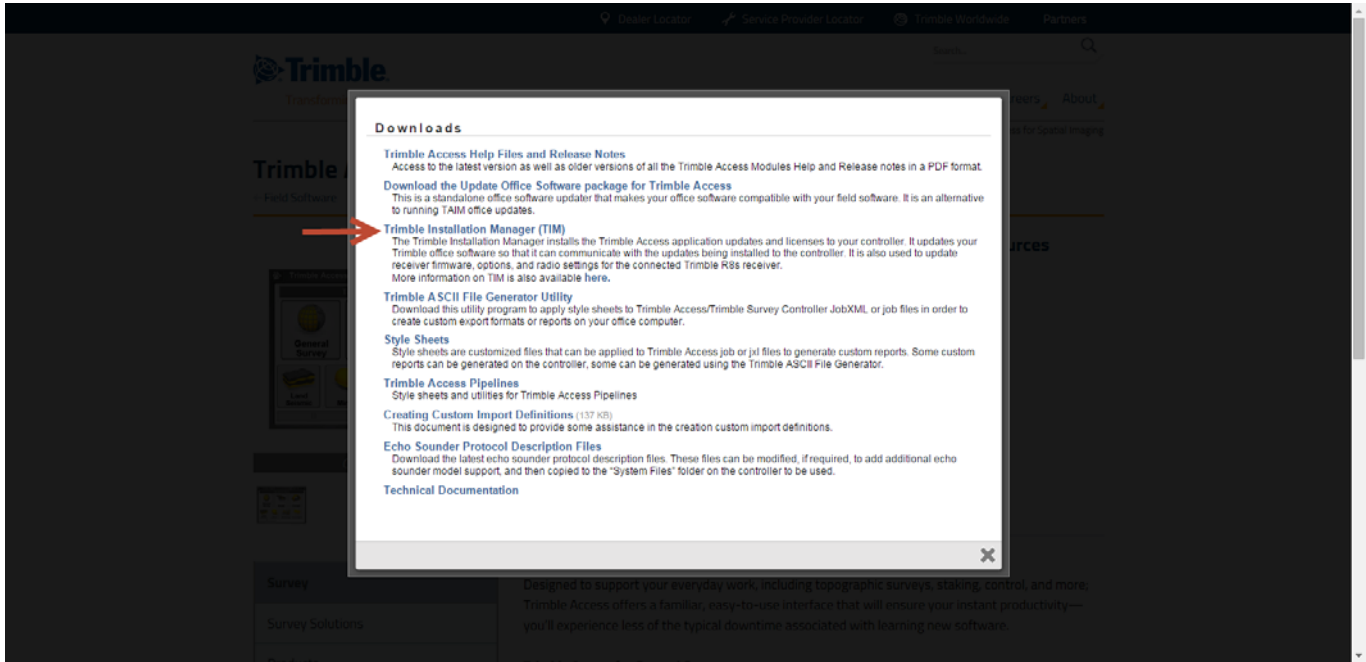 Dealer Locator Service Provider Locator Trimble Worldwide Partners
Search...
Trimble.
Transforming
Careers About
for Spatial Imaging
Downloads
Trimble Access Help Files and Release Notes
Access to the latest version as well as older versions of all the Trimble Access Modules Help and Release notes in a PDF format.
Download the Update Office Software package for Trimble Access
This is a standalone office software updater that makes your office software compatible with your field software. It is an alternative
to running TAIM office updates.
Trimble Installation Manager (TIM)
The Trimble Installation Manager installs the Trimble Access application updates and licenses to your controller. It updates your
Trimble office software so that it can communicate with the updates being installed to the controller. It is also used to update
receiver firmware, options, and radio settings for the connected Trimble R8s receiver.
More information on TIM is also available here.
Trimble ASCII File Generator Utility
Download this utility program to apply style sheets to Trimble Access/Trimble Survey Controller JobXML or job files in order to
create custom export formats or reports on your office computer.
Style Sheets
Style sheets are customized files that can be applied to Trimble Access job or jxl files to generate custom reports. Some custom
reports can be generated on the controller, some can be generated using the Trimble ASCII File Generator.
Trimble Access Pipelines
Style sheets and utilities for Trimble Access Pipelines
Creating Custom Import Definitions (137 KB)
This document is designed to provide some assistance in the creation custom import definitions.
Echo Sounder Protocol Description Files
Download the latest echo sounder protocol description files. These files can be modified, if required, to add additional echo
sounder model support, and then copied to the "System Files" folder on the controller to be used.
Technical Documentation
Trimble
Field Software
Trimble Access
General
Survey
Survey
Survey Solutions
Designed to support your everyday work, including topographic surveys, staking, control, and more;
Trimble Access offers a familiar, easy-to-use interface that will ensure your instant productivity—
you'll experience less of the typical downtime associated with learning new software.